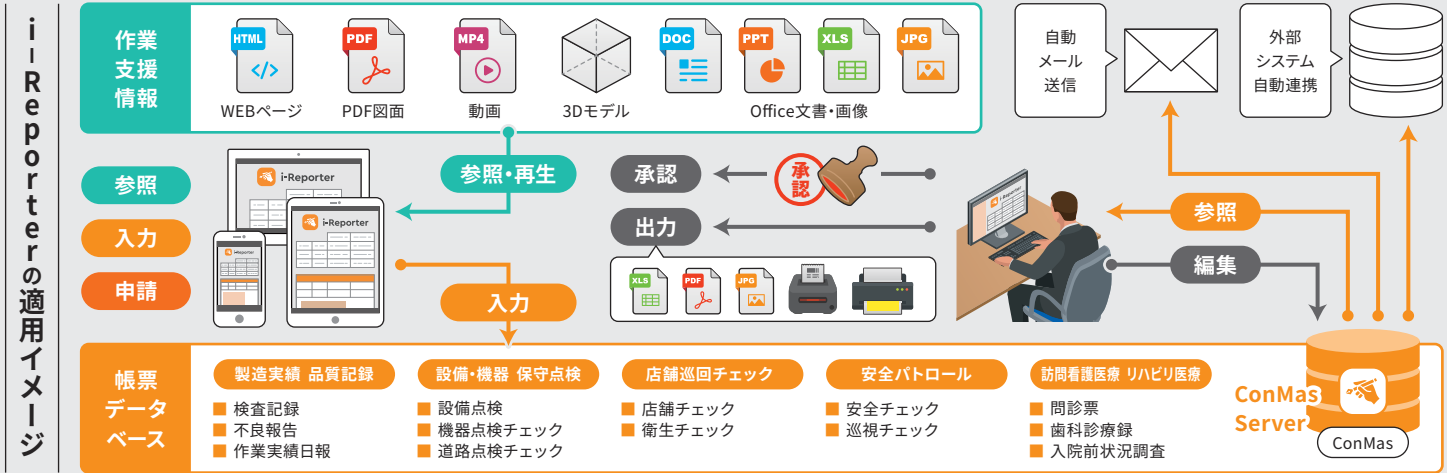 i-Reporterの適用イメージ
作業
支援
情報
HTML
</>
WEBページ
PDF
PDF図面
MP4
動画
3Dモデル
DOC
PPT
XLS
JPG
Office文書・画像
自動
メール
送信
外部
システム
自動連携
参照
入力
申請
i-Reporter
i-Reporter
i-Reporter
参照・再生
入力
承認
承認
出力
XLS
PDF
JPG
i-Reporter
参照
編集
帳票
データ
ベース
製造実績 品質記録
検査記録
不良報告
作業実績日報
設備・機器 保守点検
設備点検
機器点検チェック
道路点検チェック
店舗巡回チェック
店舗チェック
衛生チェック
安全パトロール
安全チェック
巡視チェック
訪問看護医療 リハビリ医療
問診票
歯科診療録
入院前状況調査
ConMas
Server
ConMas